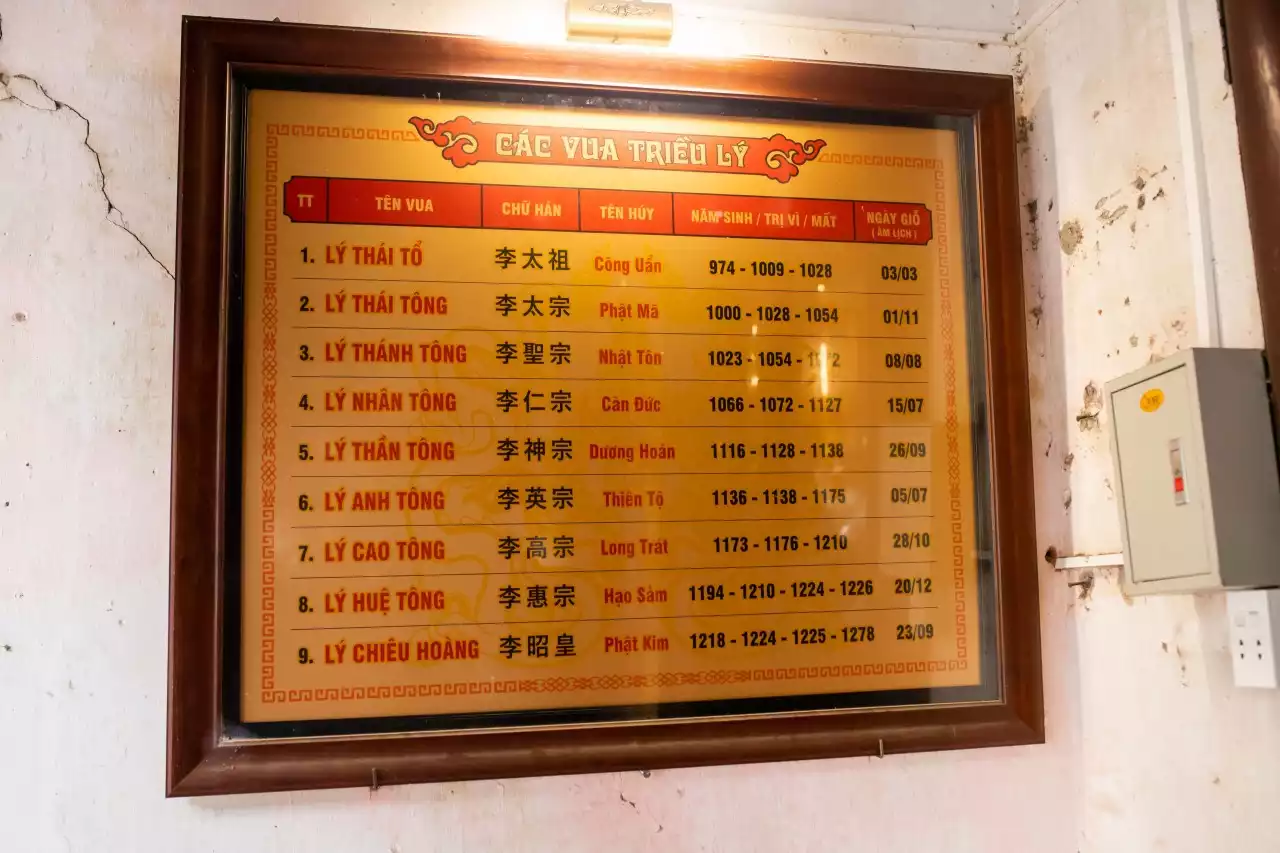 CÁC VUA TRIỀU LÝ
TT TÊN VUA CHỮ HÁN TÊN HÚY NĂM SINH / TRỊ VÌ / MẤT NGÀY GIỖ (ÂM LỊCH)
1. LÝ THÁI TỔ 李太祖 Công Uẩn 974 - 1009 - 1028 03/03
2. LÝ THÁI TÔNG 李太宗 Phật Mã 1000 - 1028 - 1054 01/11
3. LÝ THÁNH TÔNG 李聖宗 Nhật Tôn 1023 - 1054 - 08/08
4. LÝ NHÂN TÔNG 李仁宗 Càn Đức 1066 - 1072 - 1127 15/07
5. LÝ THẦN TÔNG 李神宗 Dương Hoán 1116 - 1128 - 1138 26/09
6. LÝ ANH TÔNG 李英宗 Thiên Tộ 1136 - 1138 - 1175 05/07
7. LÝ CAO TÔNG 李高宗 Long Trát 1173 - 1176 - 1210 28/10
8. LÝ HUỆ TÔNG 李惠宗 Hạo Sảm 1194 - 1210 - 1224 - 1226 20/12
9. LÝ CHIÊU HOÀNG 李昭皇 Phật Kim 1218 - 1224 - 1225 - 1278 23/09